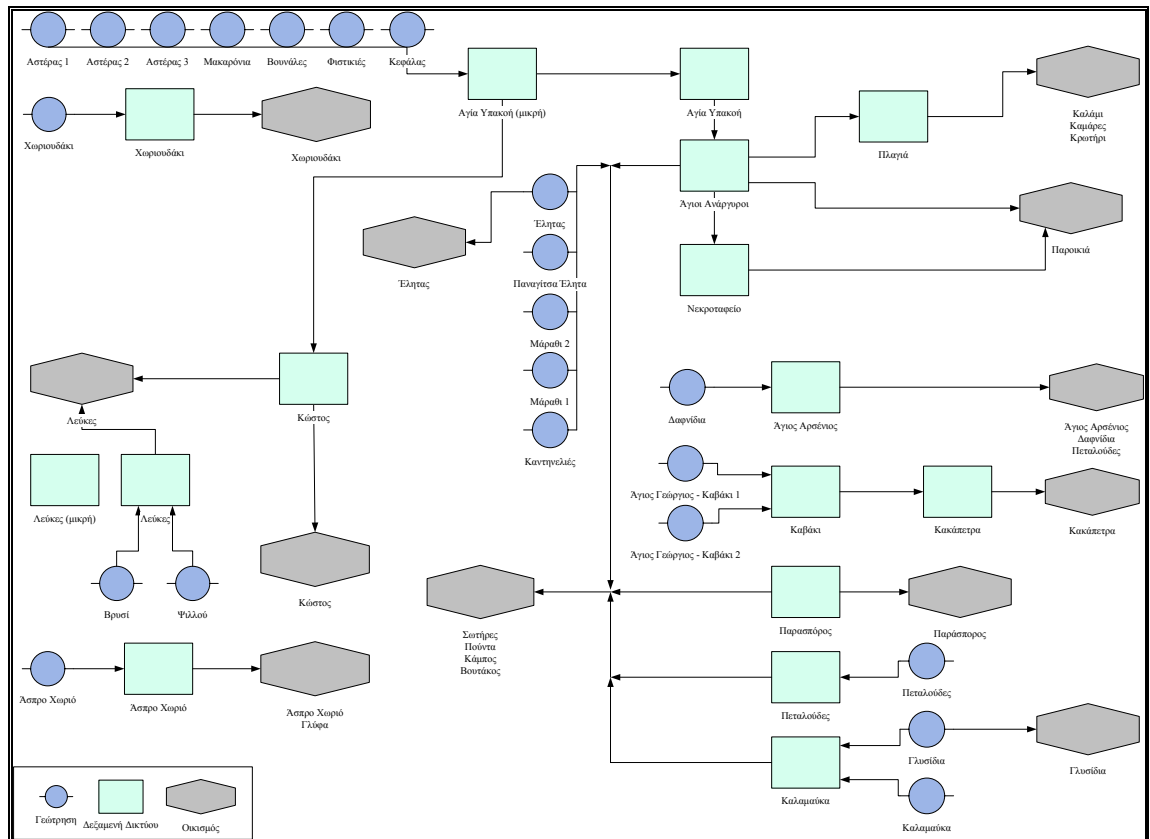 Αστέρας 1
Αστέρας 2
Αστέρας 3
Μακαρόνια
Βουνάλες
Φιστικιές
Κεφάλας
Αγία Υπακοή (μικρή)
Αγία Υπακοή
Καλάμι
Καμάρες
Κρωτήρι
Χωριουδάκι
Χωριουδάκι
Χωριουδάκι
Πλαγιά
Άγιοι Ανάργυροι
Έλητας
Παροικιά
Έλητας
Παναγίτσα Έλητα
Νεκροταφείο
Μάραθι 2
Μάραθι 1
Λεύκες
Κώστος
Δαφνίδια
Άγιος Αρσένιος
Άγιος Αρσένιος
Δαφνίδια
Πεταλούδες
Καντηνελιές
Άγιος Γεώργιος - Καβάκι 1
Λεύκες (μικρή)
Λεύκες
Καβάκι
Κακάπετρα
Κακάπετρα
Άγιος Γεώργιος - Καβάκι 2
Βρυσί
Ψιλλού
Κώστος
Σωτήρες
Πούντα
Κάμπος
Βουτάκος
Παρασπόρος
Παράσπορος
Άσπρο Χωριό
Άσπρο Χωριό
Άσπρο Χωριό
Γλύφα
Πεταλούδες
Πεταλούδες
Γλυσίδια
Γλυσίδια
Καλαμαύκα
Καλαμαύκα
Γεώτρηση
Δεξαμενή Δικτύου
Οικισμός